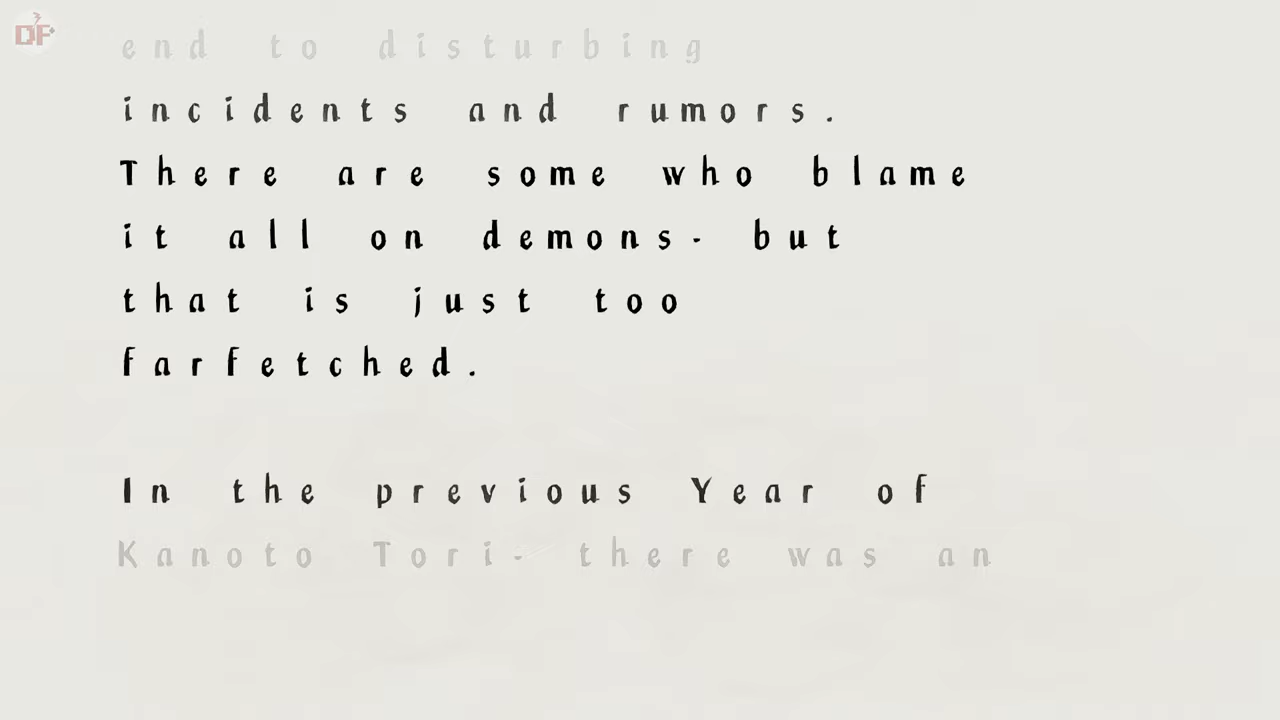 DF
end to disturbing
incidents and rumors.
There are some who blame
it all on demons- but
that is just too
farfetched.
In the previous Year of
Kanoto Tori- there was an